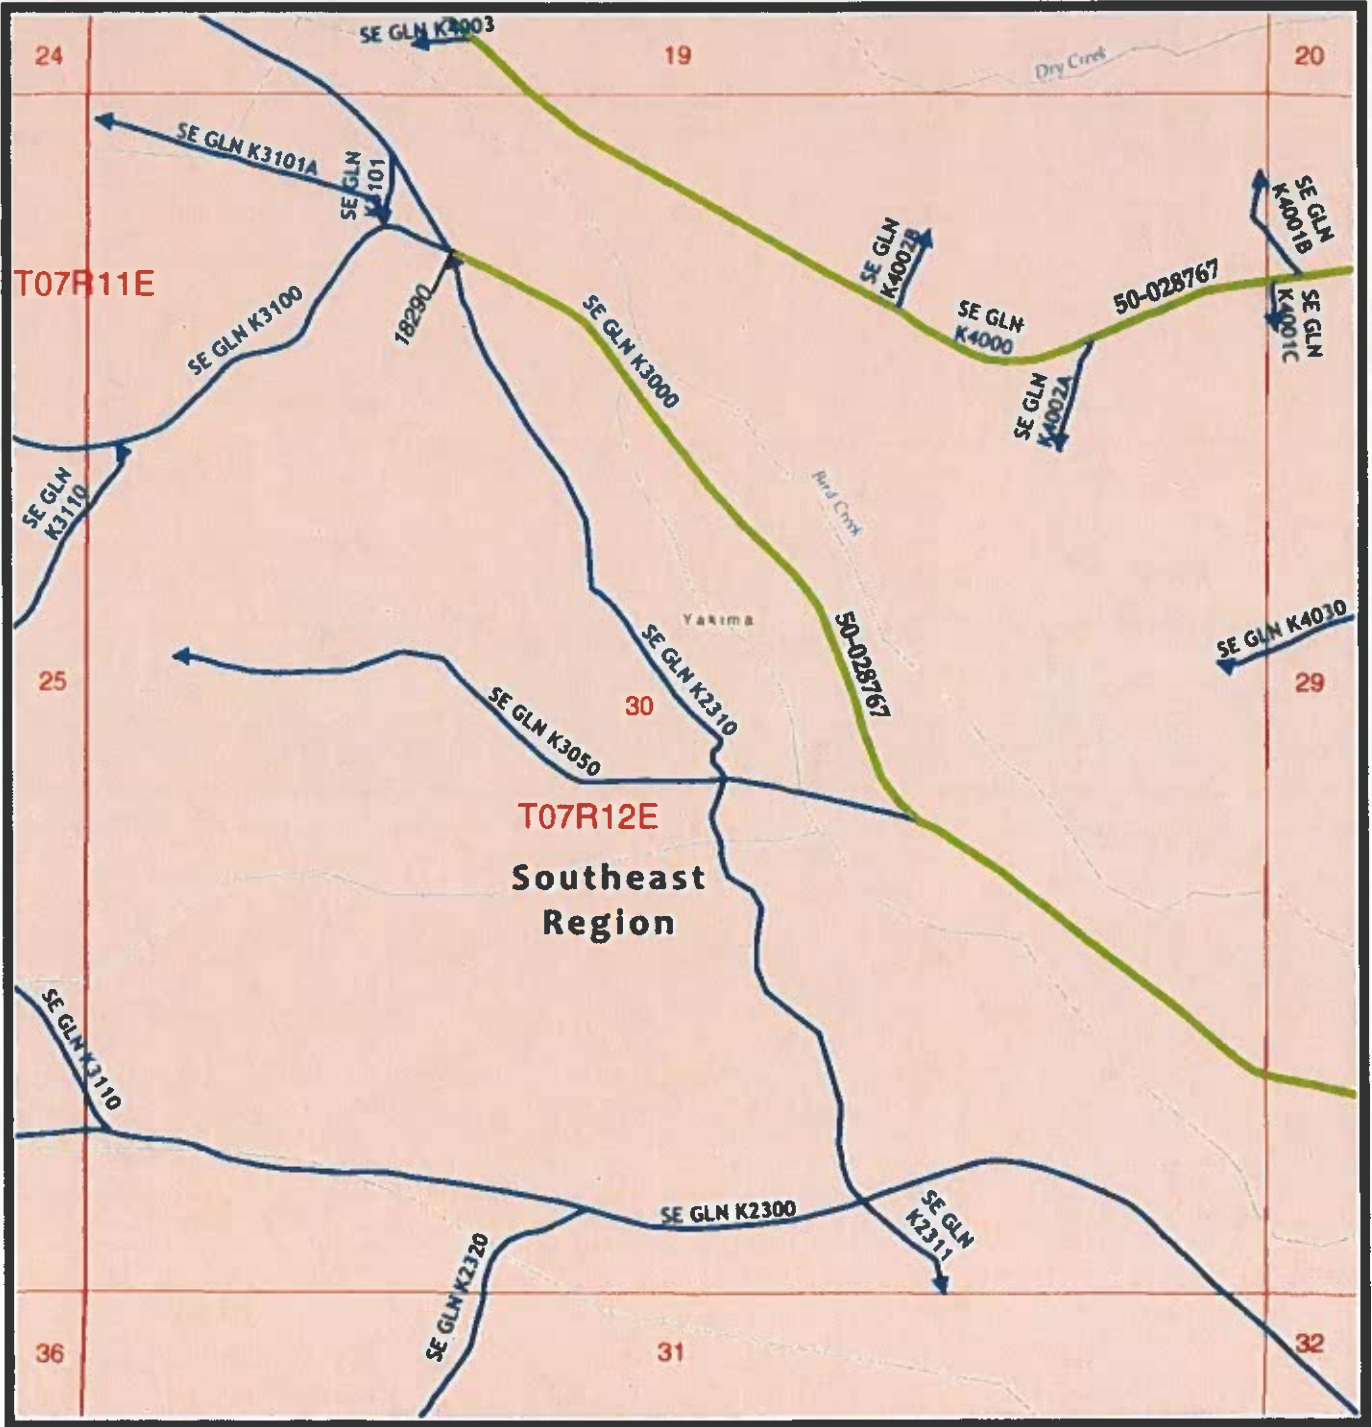 SE GLN K4003
24
19
Dry Creek
20
SE GLN K3101A
SE GLN
K3101
SE GLN
K4001B
SE GLN
K4002B
T07R11E
50-028767
18290
SE GLN K3100
SE GLN K3000
SE GLN
K4000
SE GLN
K4001C
SE GLN
K4002A
SE GLN
K3110
Bird Creek
Yakima
50-028767
SE GLN K4030
25
SE GLN K2310
30
29
SE GLN K3050
T07R12E
Southeast
Region
SE GLN K3110
SE GLN K2300
SE GLN
K2311
SE GLN K2320
36
31
32